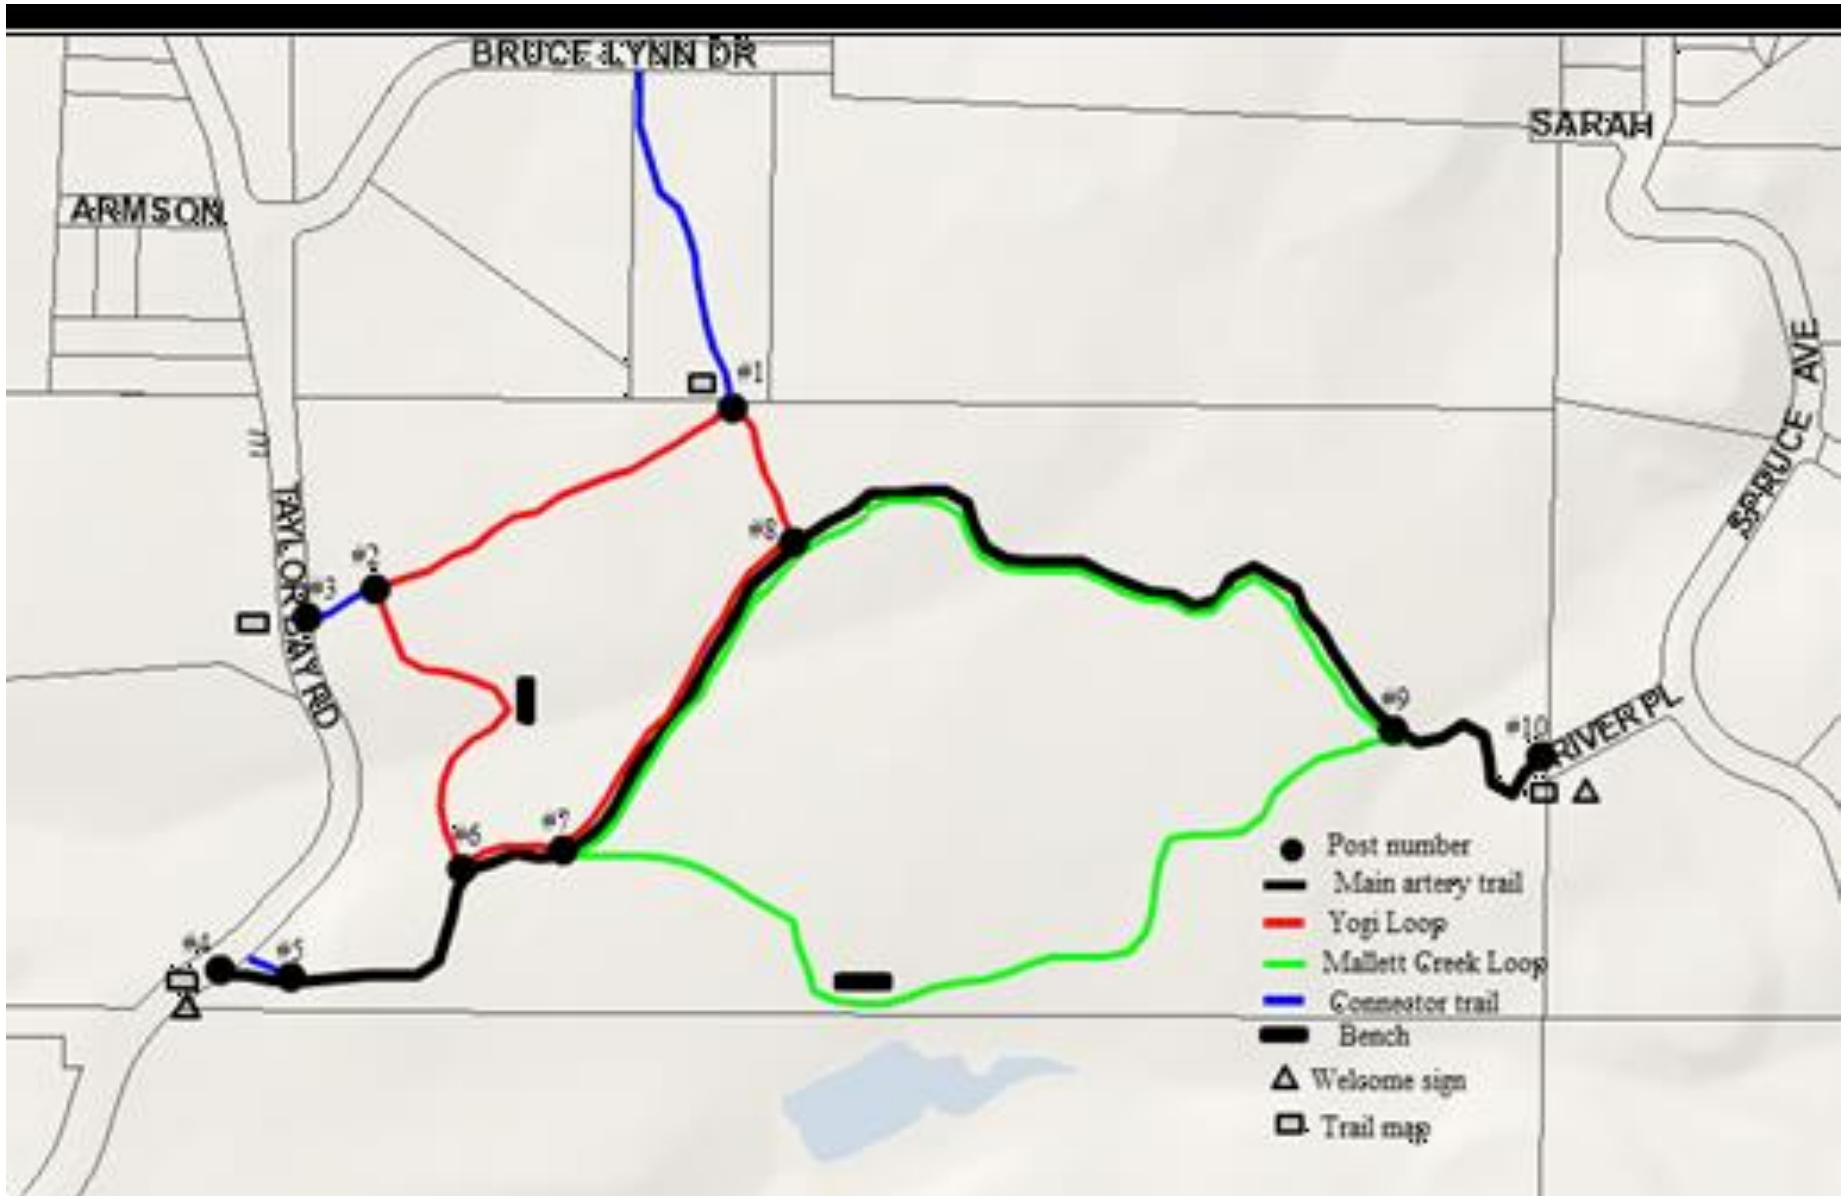 BRUCE LYNN DR
SARAH
ARMSON
#1
SPRUCE AVE
TAYLOR BAY RD
#8
#2
#3
#9
#10
RIVER PL
#7
#6
#4
#5
Post number
Main artery trail
Yogi Loop
Mallett Creek Loop
Connector trail
Bench
Welcome sign
Trail map